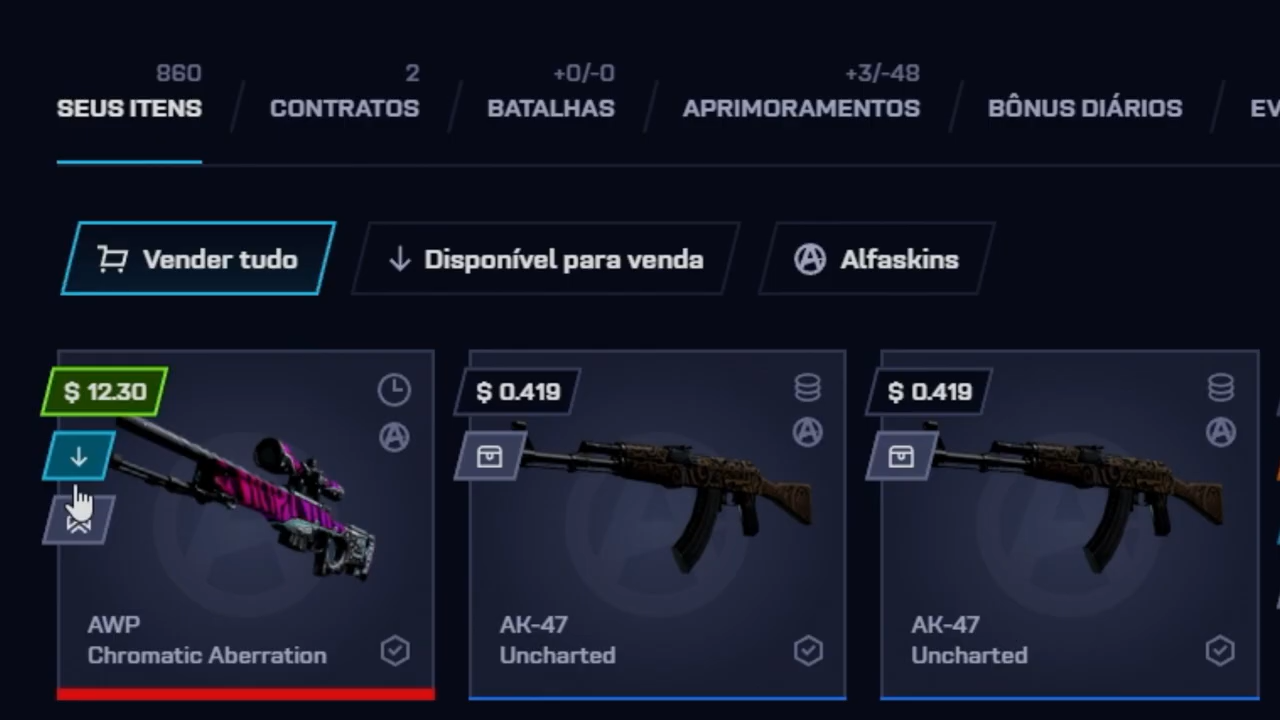 860
SEUS ITENS
2
CONTRATOS
+0/-0
BATALHAS
+3/-48
APRIMORAMENTOS
BÔNUS DIÁRIOS
EV
Vender tudo
Disponível para venda
Alfaskins
$ 12.30
AWP
Chromatic Aberration
$ 0.419
AK-47
Uncharted
$ 0.419
AK-47
Uncharted